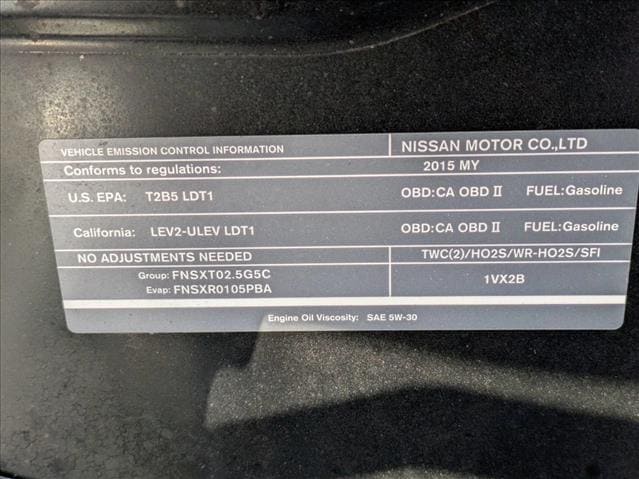 VEHICLE EMISSION CONTROL INFORMATION NISSAN MOTOR CO.,LTD
Conforms to regulations: 2015 MY
U.S. EPA: T2B5 LDT1 OBD:CA OBD II FUEL:Gasoline
California: LEV2-ULEV LDT1 OBD:CA OBD II FUEL:Gasoline
NO ADJUSTMENTS NEEDED TWC(2)/HO2S/WR-HO2S/SFI
Group: FNSXT02.5G5C 1VX2B
Evap: FNSXR0105PBA
Engine Oil Viscosity: SAE 5W-30